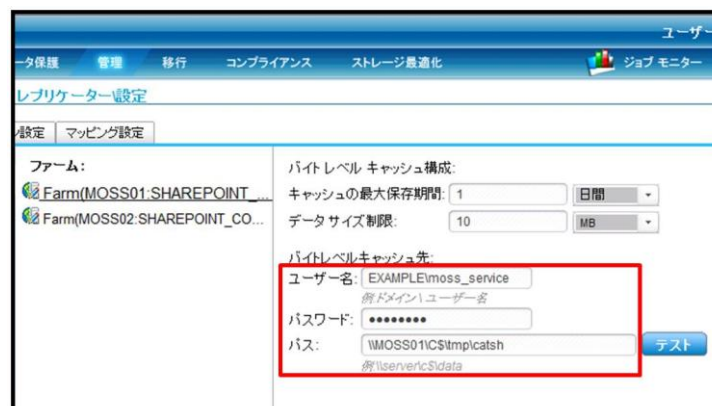 ユーザー
ータ保護 管理 移行 コンプライアンス ストレージ最適化 ジョブ モニター
レプリケーター\設定
設定 マッピング設定
ファーム:
Farm(MOSS01:SHAREPOINT_...
Farm(MOSS02:SHAREPOINT_CO...
バイトレベル キャッシュ構成:
キャッシュの最大保存期間: 1 日間
データ サイズ制限: 10 MB
バイトレベルキャッシュ先:
ユーザー名: EXAMPLE\moss_service
例:ドメイン\ユーザー名
パスワード: ●●●●●●●●
パス: \\MOSS01\C$\tmp\catsh テスト
例:\\server\c$\data